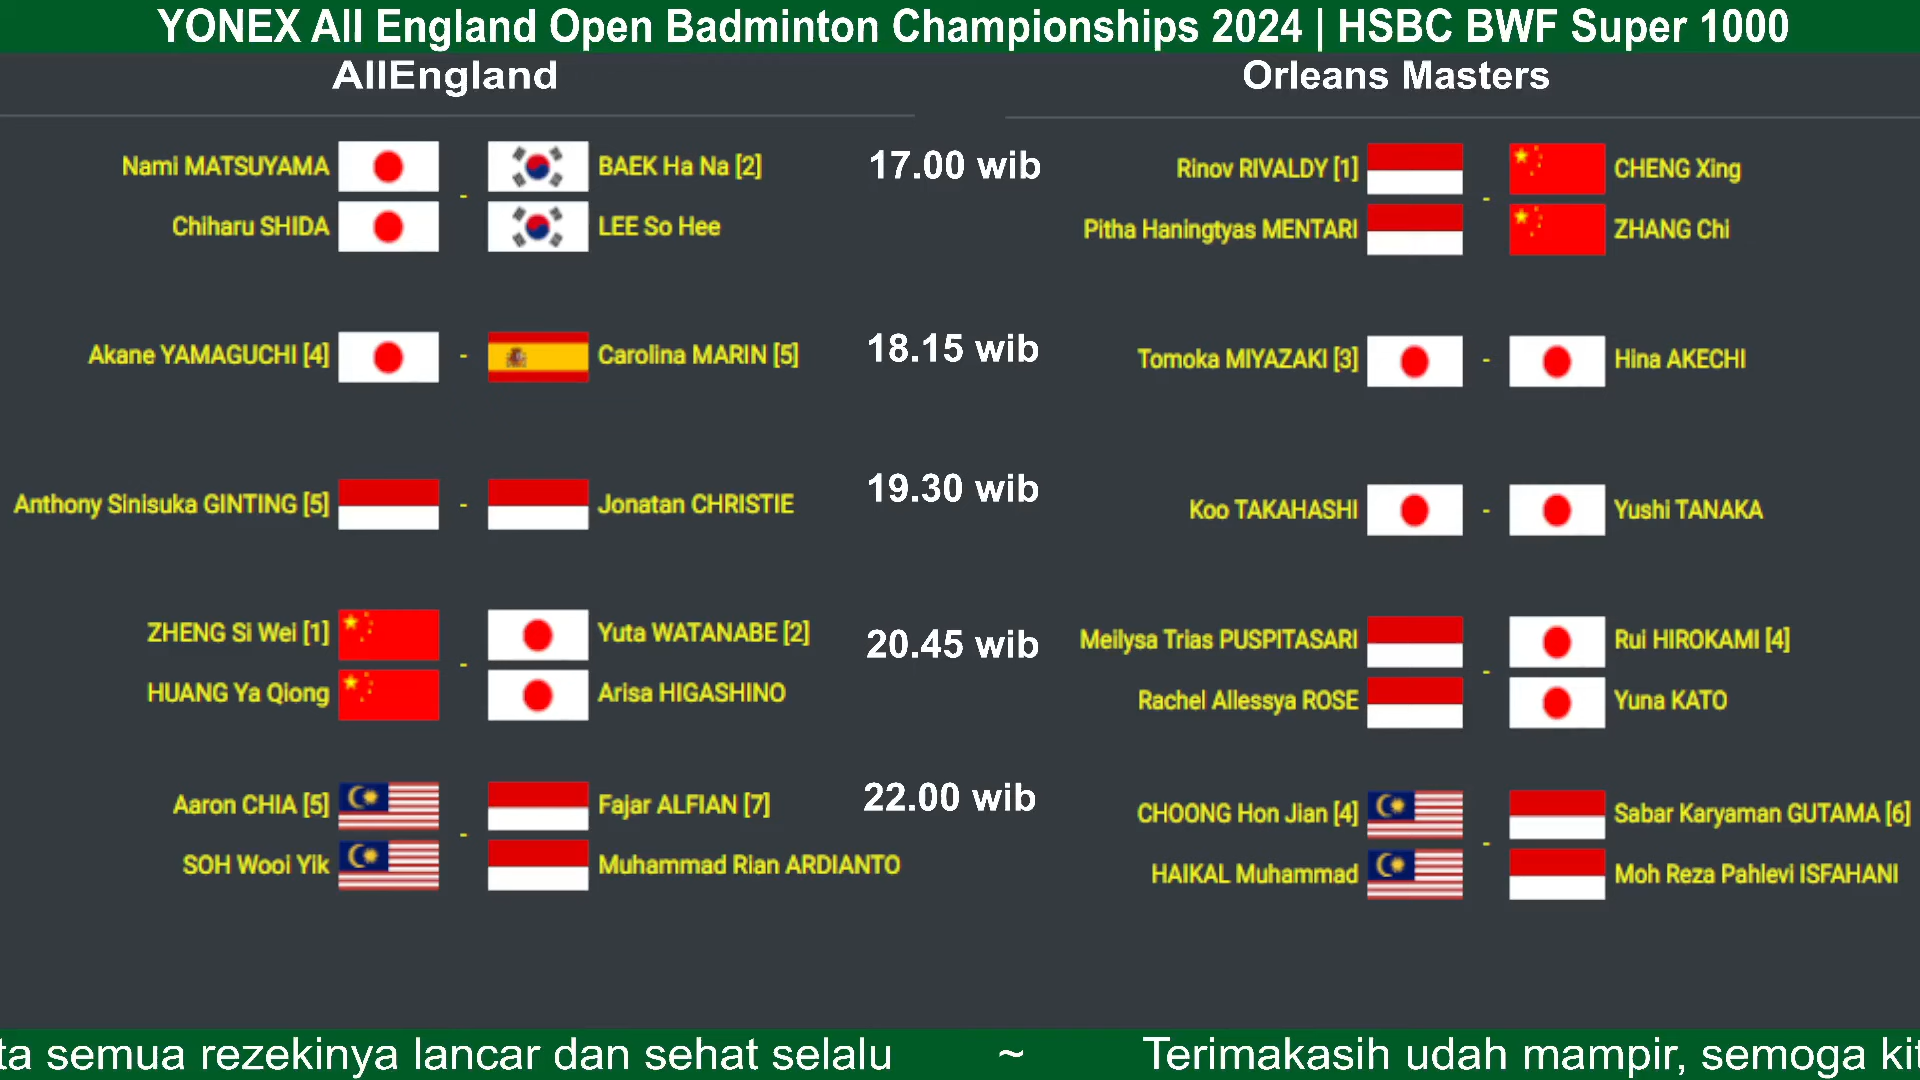 YONEX All England Open Badminton Championships 2024 | HSBC BWF Super 1000
AllEngland
Orleans Masters
Nami MATSUYAMA
Chiharu SHIDA
-
BAEK Ha Na [2]
LEE So Hee
17.00 wib
Rinov RIVALDY [1]
Pitha Haningtyas MENTARI
-
CHENG Xing
ZHANG Chi
Akane YAMAGUCHI [4]
-
Carolina MARIN [5]
18.15 wib
Tomoka MIYAZAKI [3]
-
Hina AKECHI
Anthony Sinisuka GINTING [5]
-
Jonatan CHRISTIE
19.30 wib
Koo TAKAHASHI
-
Yushi TANAKA
ZHENG Si Wei [1]
HUANG Ya Qiong
-
Yuta WATANABE [2]
Arisa HIGASHINO
20.45 wib
Meilysa Trias PUSPITASARI
Rachel Allessya ROSE
-
Rui HIROKAMI [4]
Yuna KATO
Aaron CHIA [5]
SOH Wooi Yik
-
Fajar ALFIAN [7]
Muhammad Rian ARDIANTO
22.00 wib
CHOONG Hon Jian [4]
HAIKAL Muhammad
-
Sabar Karyaman GUTAMA [6]
Moh Reza Pahlevi ISFAHANI
ta semua rezekinya lancar dan sehat selalu ~ Terimakasih udah mampir, semoga kit